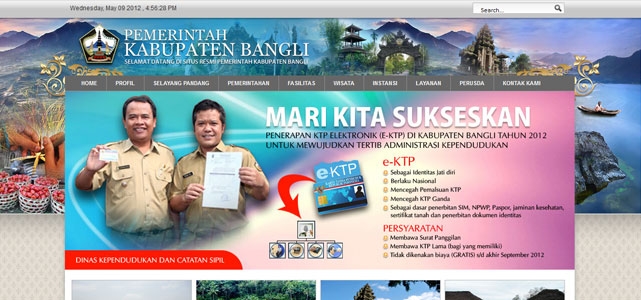 Wednesday, May 09 2012 , 4:56:28 PM
Search...
PEMERINTAH
KABUPATEN BANGLI
SELAMAT DATANG DI SITUS RESMI PEMERINTAH KABUPATEN BANGLI
HOME PROFIL SELAYANG PANDANG PEMERINTAHAN FASILITAS WISATA INSTANSI LAYANAN PERUSDA KONTAK KAMI
MARI KITA SUKSESKAN
PENERAPAN KTP ELEKTRONIK (E-KTP) DI KABUPATEN BANGLI TAHUN 2012
UNTUK MEWUJUDKAN TERTIB ADMINISTRASI KEPENDUDUKAN
e-KTP
Sebagai Identitas Jati diri
Berlaku Nasional
Mencegah Pemalsuan KTP
Mencegah KTP Ganda
Sebagai dasar penerbitan SIM, NPWP, Paspor, jaminan kesehatan,
sertifikat tanah dan penerbitan dokumen identitas
PERSYARATAN
Membawa Surat Panggilan
Membawa KTP Lama (bagi yang memiliki)
Tidak dikenakan biaya (GRATIS) s/d akhir September 2012
e KTP
DINAS KEPENDUDUKAN DAN CATATAN SIPIL